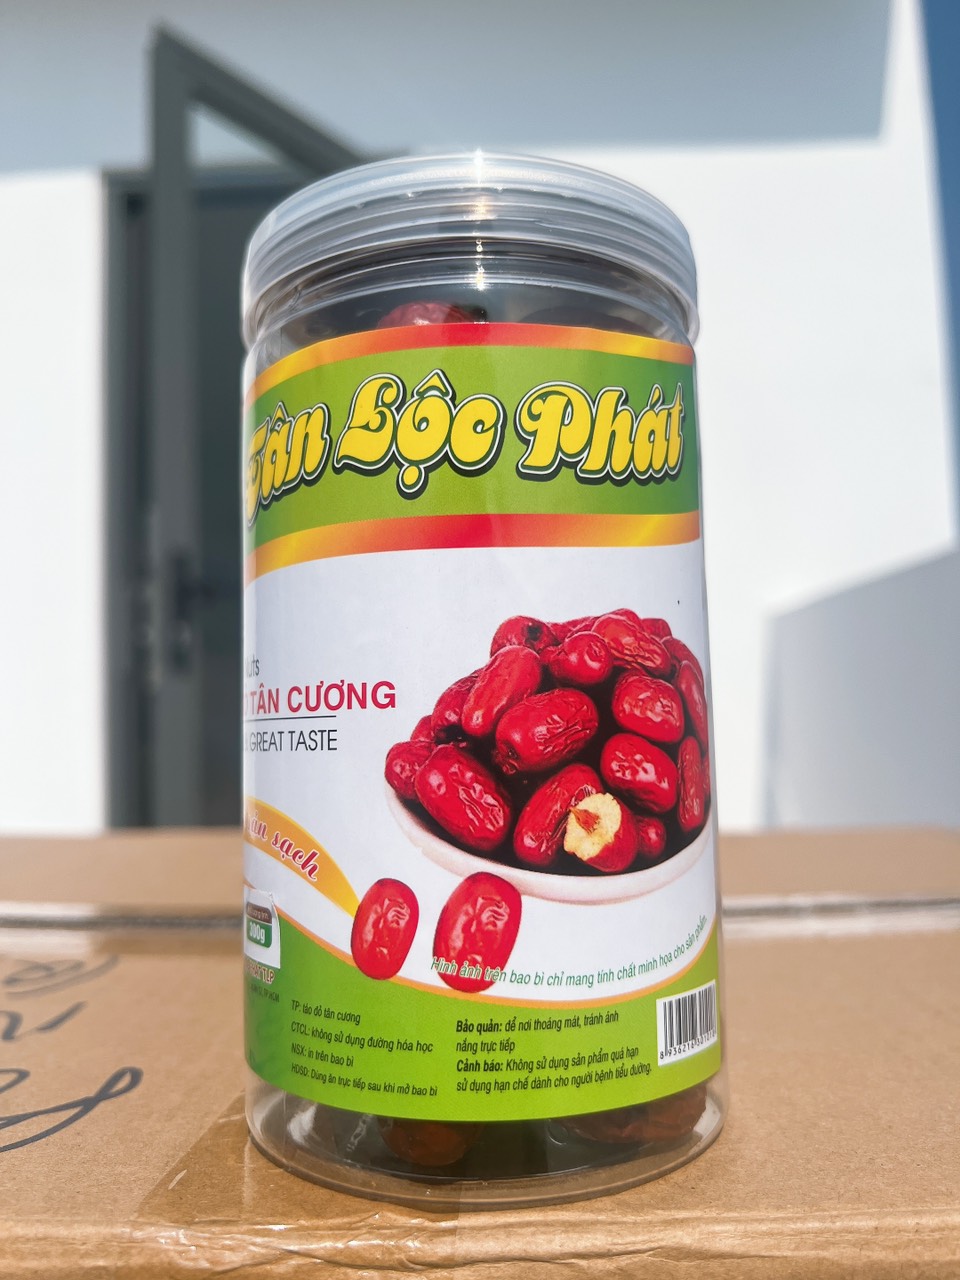 Tân Lộc Phát
TÂN CƯƠNG
GREAT TASTE
sạch
300g
TLP
Hình ảnh trên bao bì chỉ mang tính chất minh họa cho sản phẩm
TP: táo đỏ tân cương
CTCL: không sử dụng đường hóa học
NSX: in trên bao bì
HDSD: Dùng ăn trực tiếp sau khi mở bao bì
Bảo quản: để nơi thoáng mát, tránh ánh
nắng trực tiếp
Cảnh báo: Không sử dụng sản phẩm quá hạn
sử dụng hạn chế dành cho người bệnh tiểu đường.